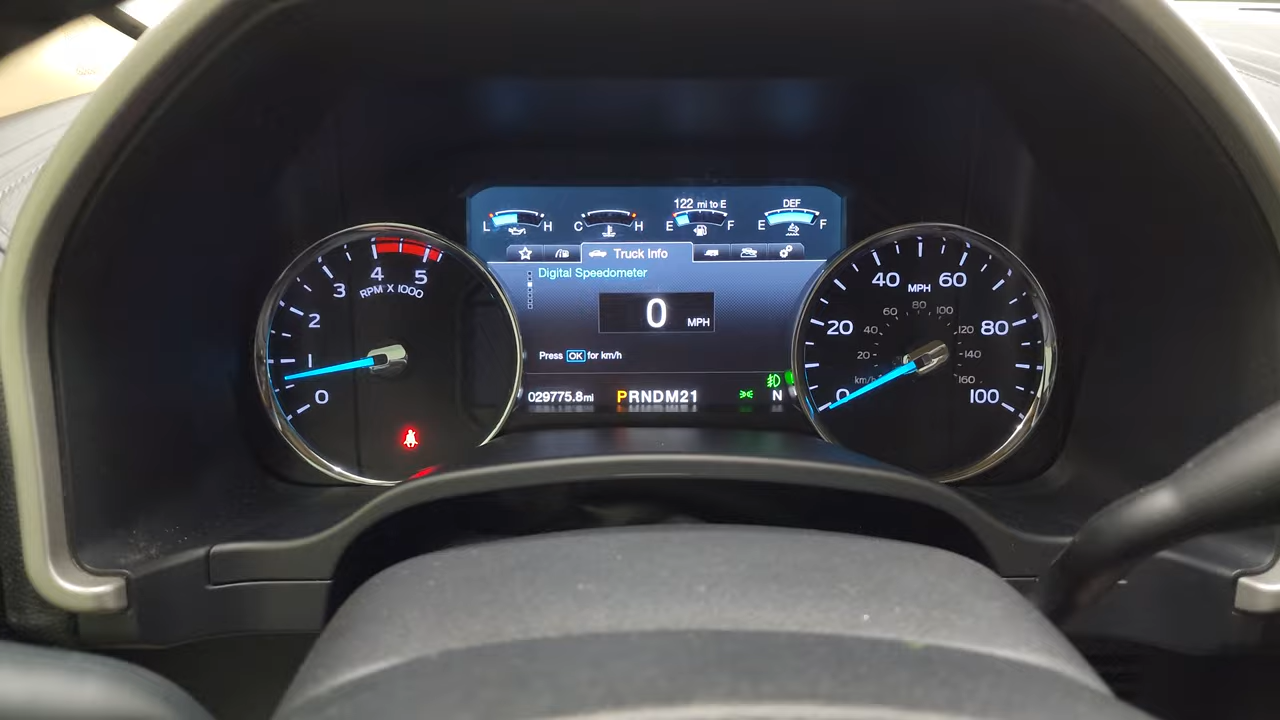 122 mi to E
DEF
L H
C H
E F
E F
Truck Info
Digital Speedometer
0 MPH
Press OK for km/h
029775.8mi
PRNDM21
N
0
1
2
3
4
5
RPM X 1000
0
20
40
60
80
100
MPH
20
40
60
80
100
120
140
160
km/h